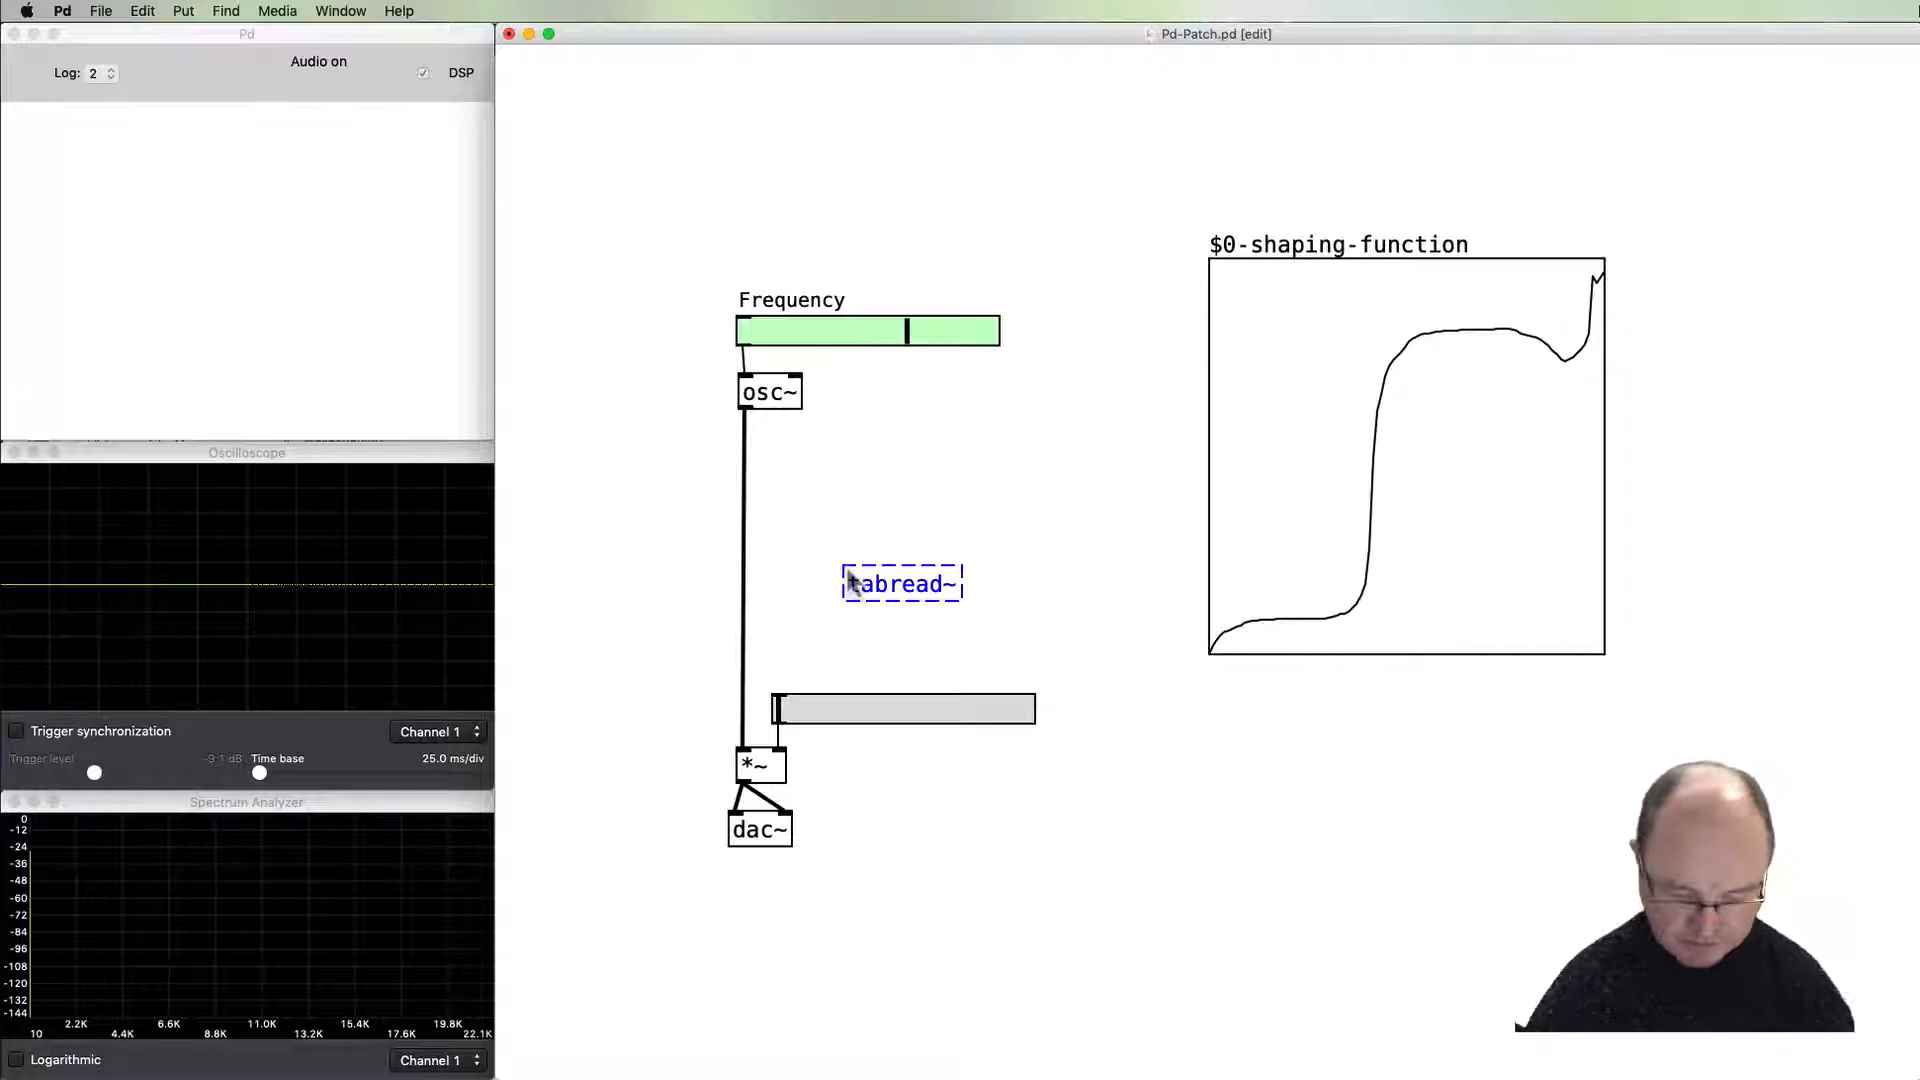 Pd File Edit Put Find Media Window Help
Pd
Audio on
Log: 2
DSP
Pd-Patch.pd [edit]
$0-shaping-function
Frequency
osc~
tabread~
*~
dac~
Oscilloscope
Trigger synchronization
Channel 1
Trigger level
-9.1 dB
Time base
25.0 ms/div
Spectrum Analyzer
0
-12
-24
-36
-48
-60
-72
-84
-96
-108
-120
-132
-144
2.2K 6.6K 11.0K 15.4K 19.8K
10 4.4K 8.8K 13.2K 17.6K 22.1K
Logarithmic
Channel 1